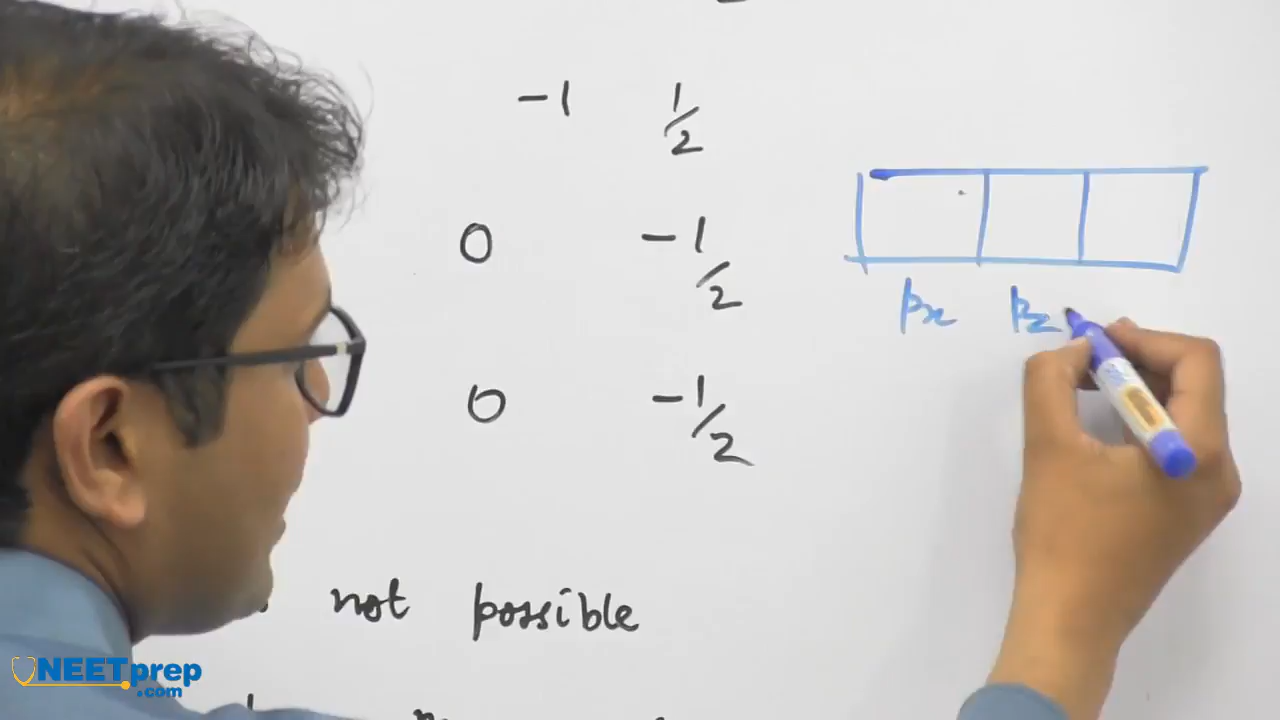 -1 1/2
0 -1/2
px pz
0 -1/2
not possible
NEETprep
.com